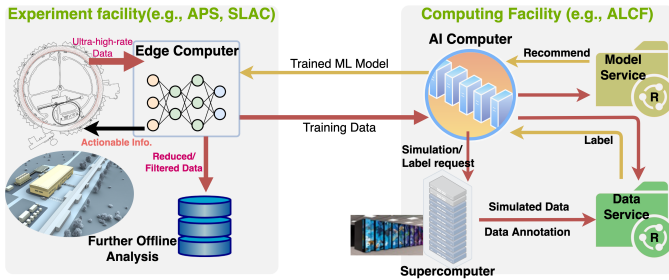 Experiment facility(e.g., APS, SLAC)
Computing Facility (e.g., ALCF)
Ultra-high-rate
Data
Edge Computer
AI Computer
Recommend
Model
Service
R
Trained ML Model
Training Data
Actionable Info.
Reduced/
Filtered Data
Simulation/
Label request
Label
Data
Service
R
Simulated Data
Data Annotation
Further Offline
Analysis
Supercomputer